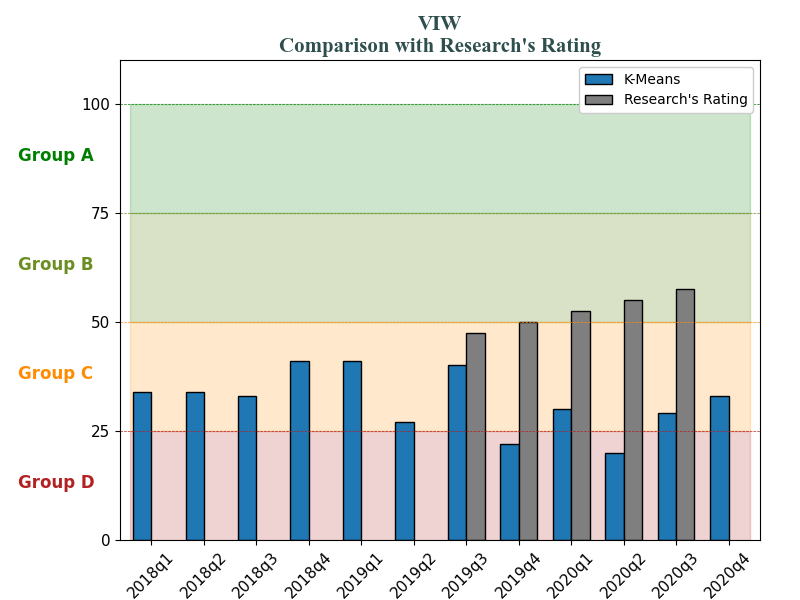 VIW
Comparison with Research's Rating
K-Means
Research's Rating
100
Group A
75
Group B
50
Group C
25
Group D
0
2018q1
2018q2
2018q3
2018q4
2019q1
2019q2
2019q3
2019q4
2020q1
2020q2
2020q3
2020q4